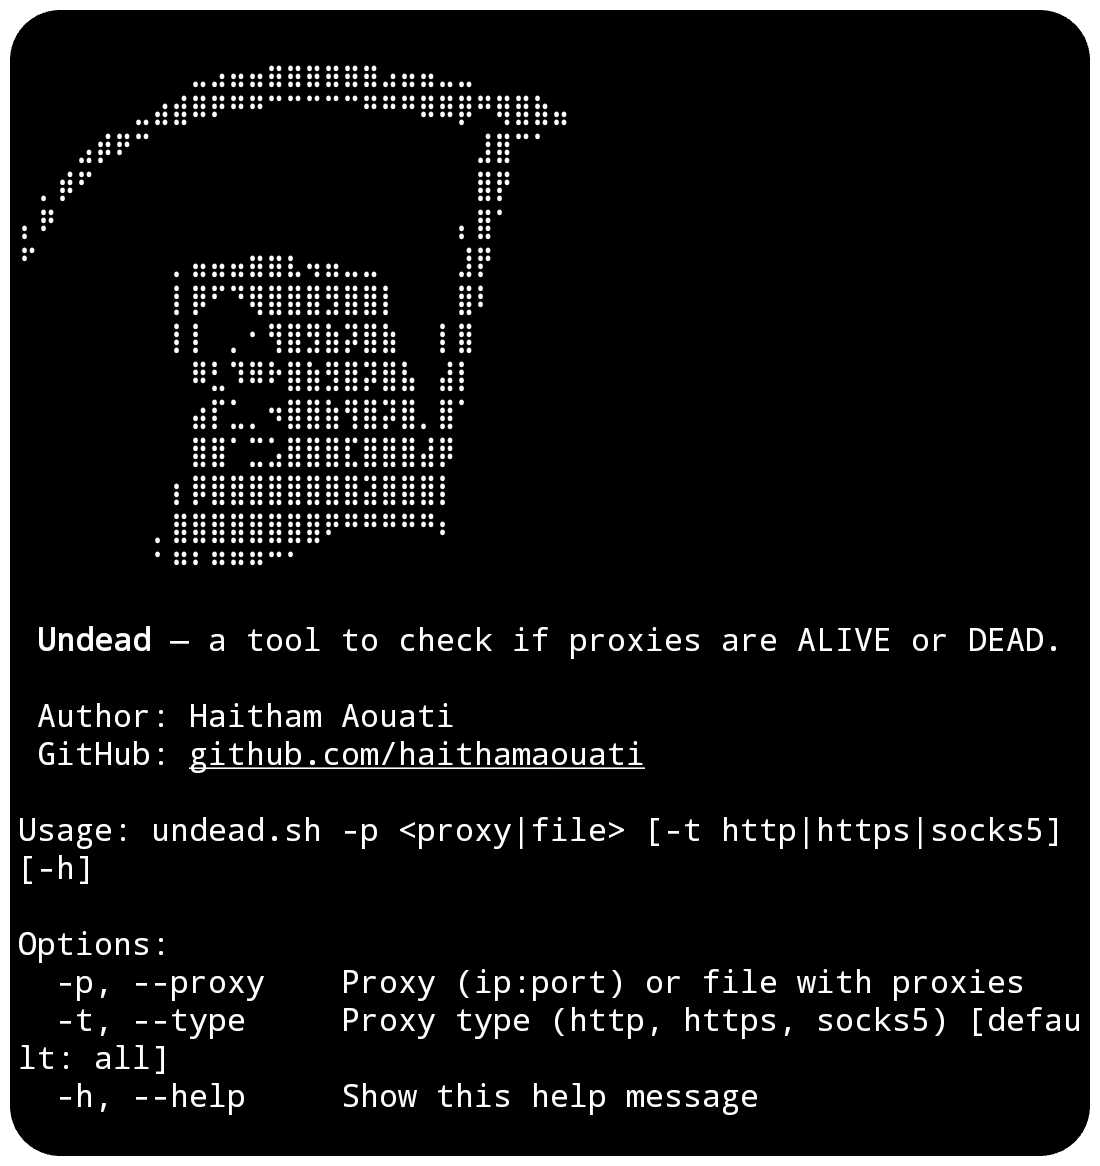 Undead — a tool to check if proxies are ALIVE or DEAD.
Author: Haitham Aouati
GitHub: github.com/haithamaouati
Usage: undead.sh -p <proxy|file> [-t http|https|socks5]
[-h]
Options:
-p, --proxy    Proxy (ip:port) or file with proxies
-t, --type     Proxy type (http, https, socks5) [defau
lt: all]
-h, --help     Show this help message